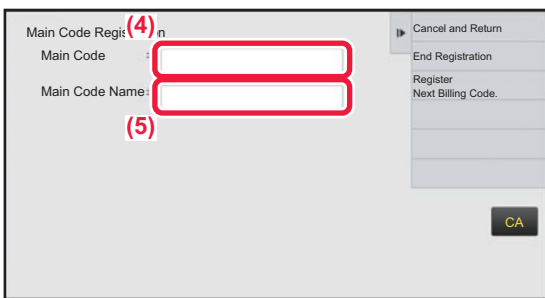 (4)
Main Code Regis n
Main Code :
Main Code Name:
(5)
Cancel and Return
End Registration
Register
Next Billing Code.
CA